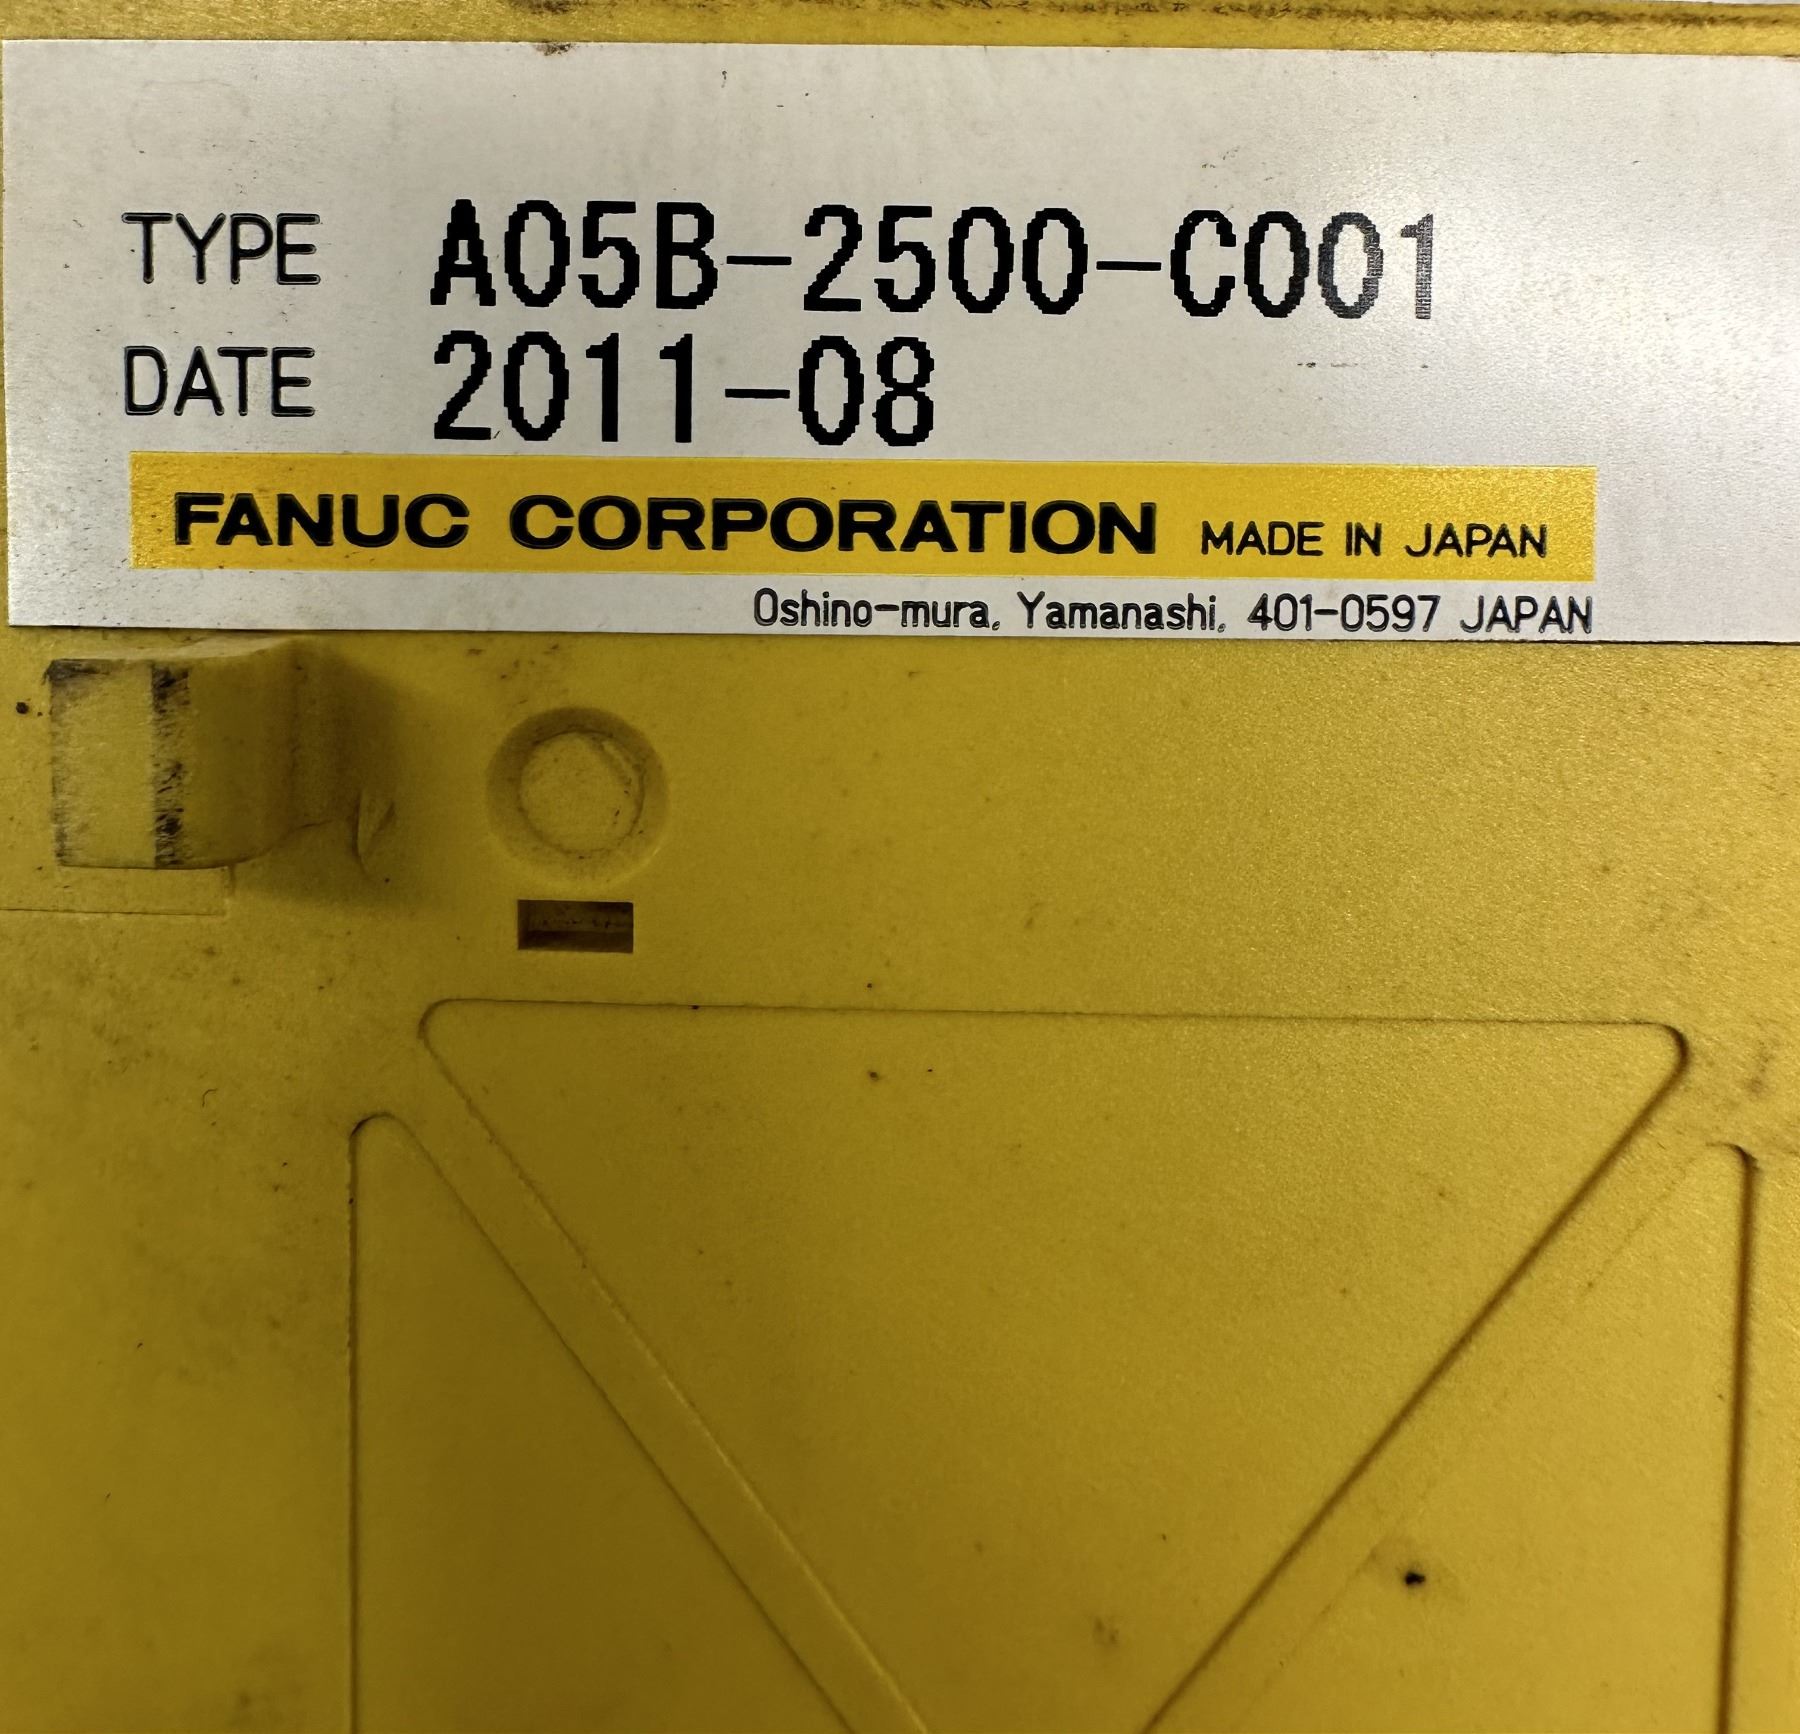 TYPE A05B-2500-C001
DATE 2011-08
FANUC CORPORATION MADE IN JAPAN
Oshino-mura, Yamanashi, 401-0597 JAPAN